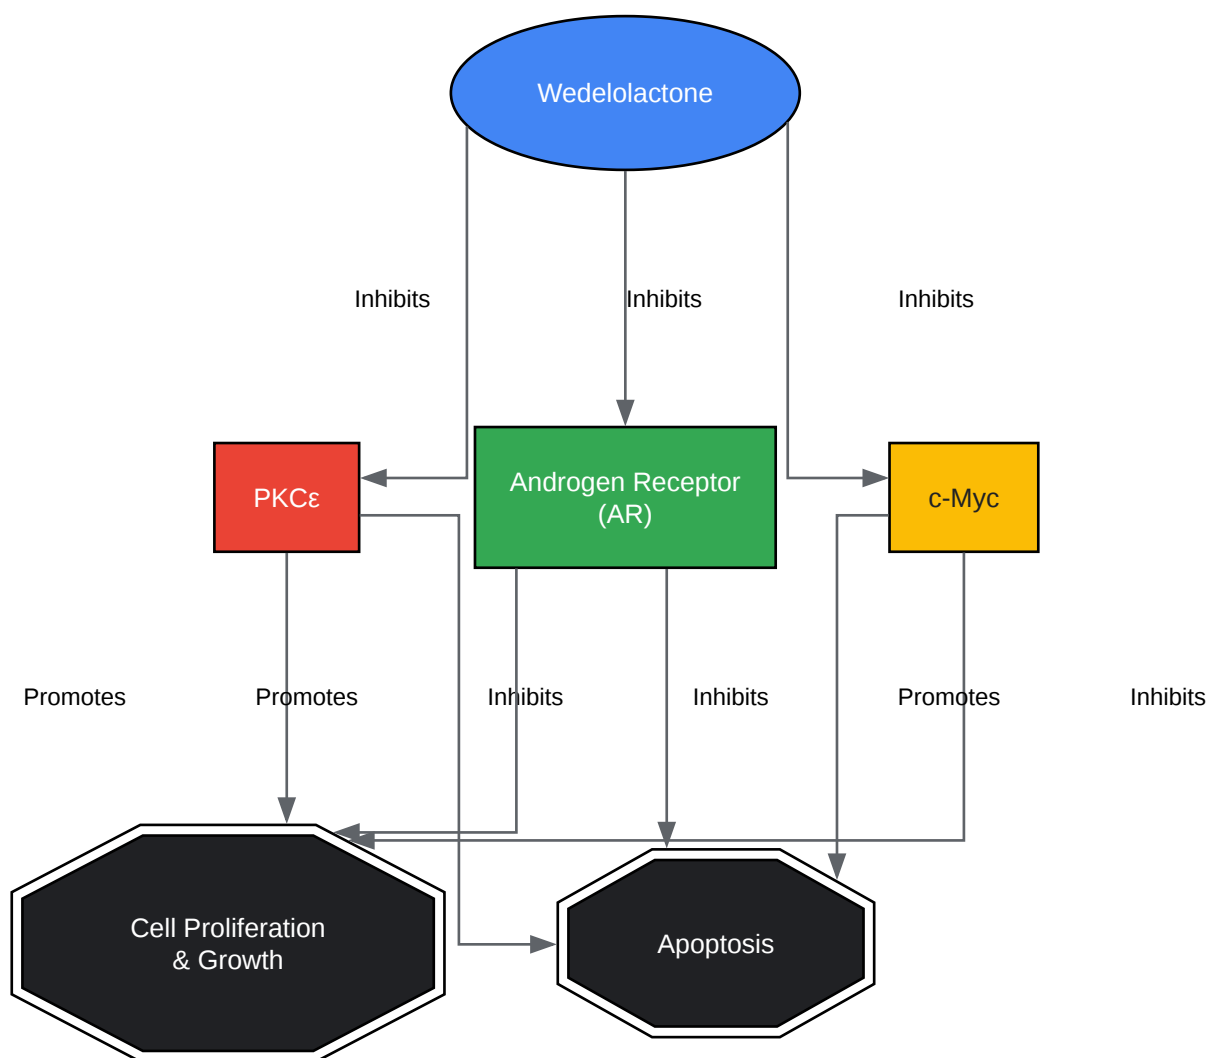 Wedelolactone
Inhibits
Inhibits
Inhibits
PKCε
Androgen Receptor
(AR)
c-Myc
Promotes
Promotes
Inhibits
Inhibits
Promotes
Inhibits
Cell Proliferation
& Growth
Apoptosis